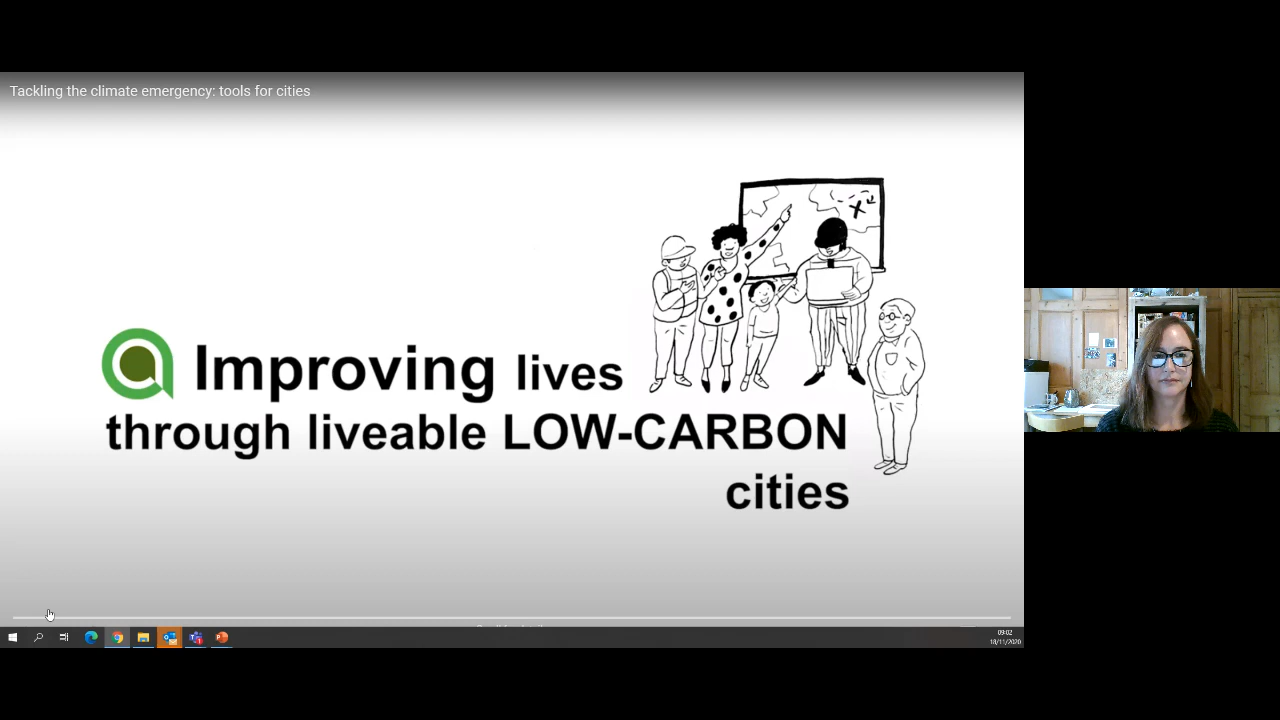 Tackling the climate emergency: tools for cities
Improving lives
through liveable LOW-CARBON
cities
09:02
18/11/2020